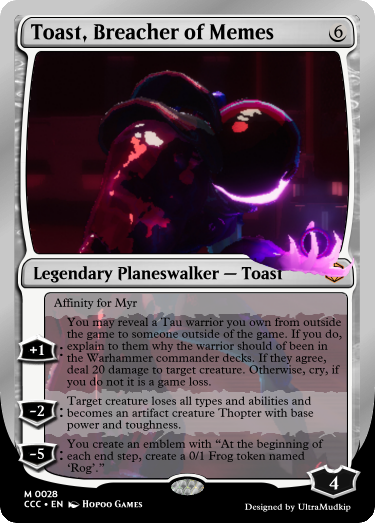 Toast, Breacher of Memes 6
Legendary Planeswalker — Toast
Affinity for Myr
+1: You may reveal a Tau warrior you own from outside
the game to someone outside of the game. If you do,
explain to them why the warrior should of been in
the Warhammer commander decks. If they agree,
deal 20 damage to target creature. Otherwise, cry, if
you do not it is a game loss.
-2: Target creature loses all types and abilities and
becomes an artifact creature Thopter with base
power and toughness.
-5: You create an emblem with “At the beginning of
each end step, create a 0/1 Frog token named
‘Rog’.”
4
M 0028
CCC • EN Hopoo Games
Designed by UltraMudkip